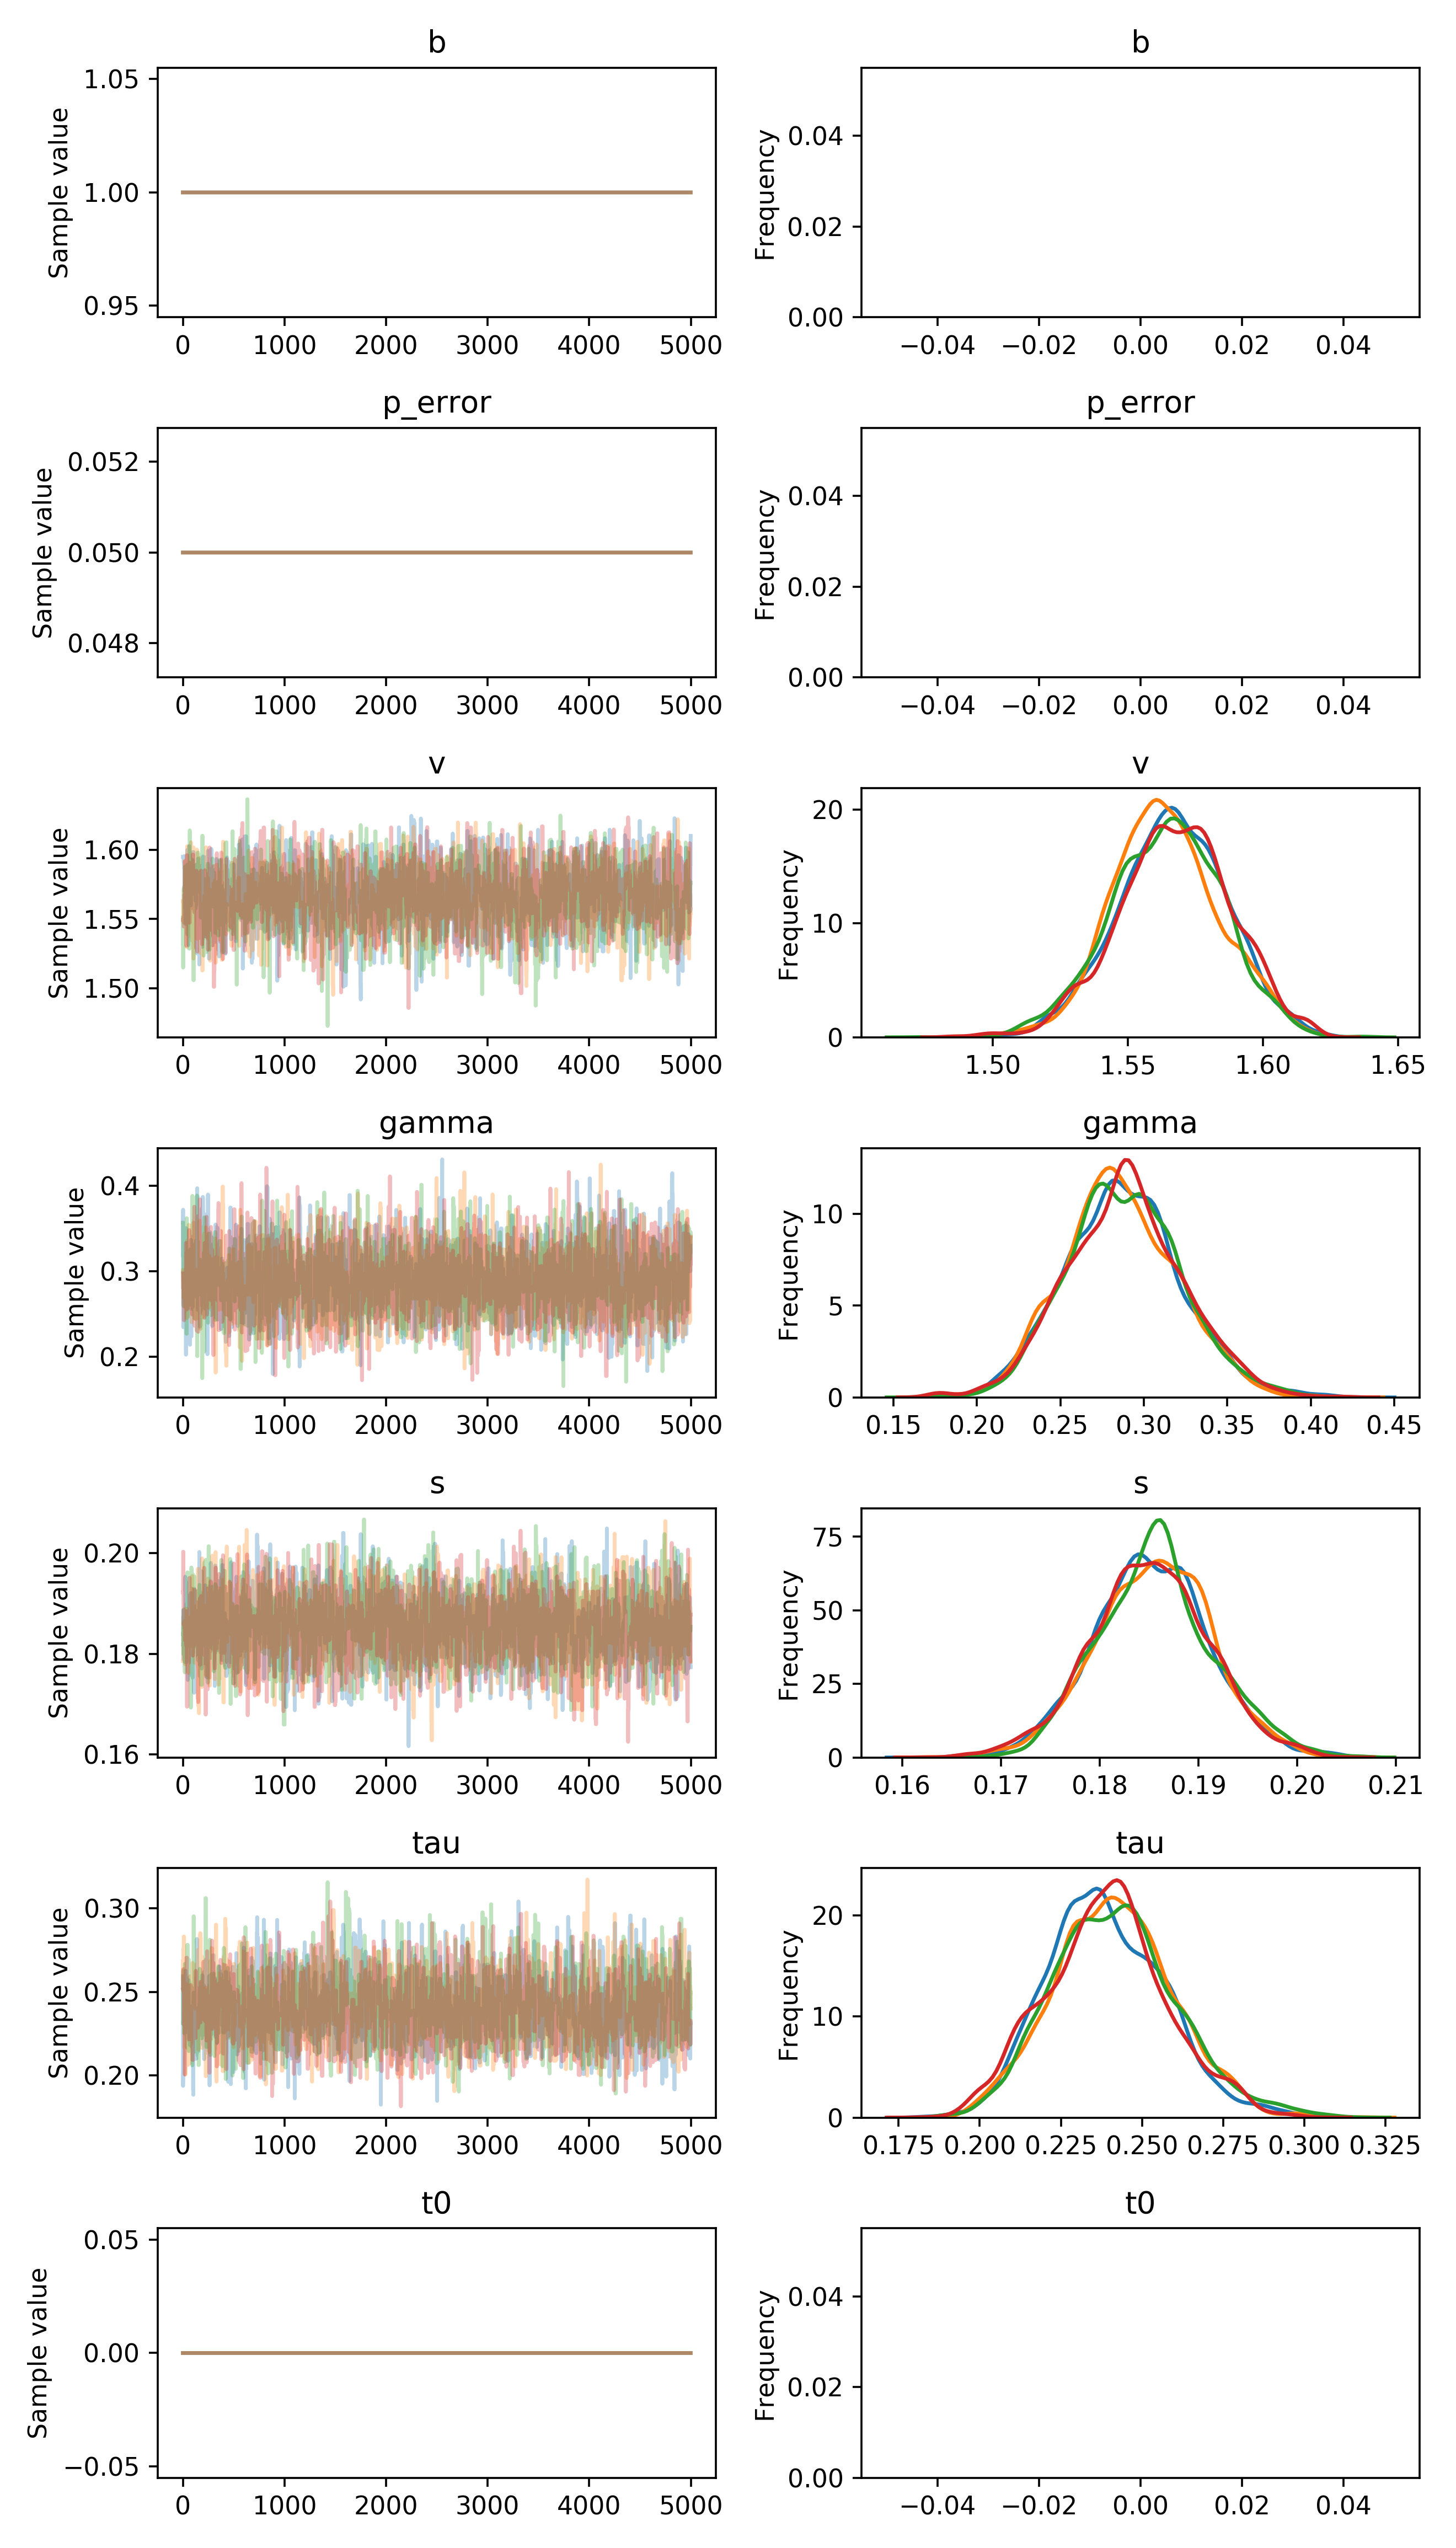 b
b
Sample value
1.05
1.00
0.95
0 1000 2000 3000 4000 5000
Frequency
0.04
0.02
0.00
−0.04 −0.02 0.00 0.02 0.04
p_error
p_error
Sample value
0.052
0.050
0.048
0 1000 2000 3000 4000 5000
Frequency
0.04
0.02
0.00
−0.04 −0.02 0.00 0.02 0.04
v
v
Sample value
1.60
1.55
1.50
0 1000 2000 3000 4000 5000
Frequency
20
10
0
1.50 1.55 1.60 1.65
gamma
gamma
Sample value
0.4
0.3
0.2
0 1000 2000 3000 4000 5000
Frequency
10
5
0
0.15 0.20 0.25 0.30 0.35 0.40 0.45
s
s
Sample value
0.20
0.18
0.16
0 1000 2000 3000 4000 5000
Frequency
75
50
25
0
0.16 0.17 0.18 0.19 0.20 0.21
tau
tau
Sample value
0.30
0.25
0.20
0 1000 2000 3000 4000 5000
Frequency
20
10
0
0.175 0.200 0.225 0.250 0.275 0.300 0.325
t0
t0
Sample value
0.05
0.00
−0.05
0 1000 2000 3000 4000 5000
Frequency
0.04
0.02
0.00
−0.04 −0.02 0.00 0.02 0.04